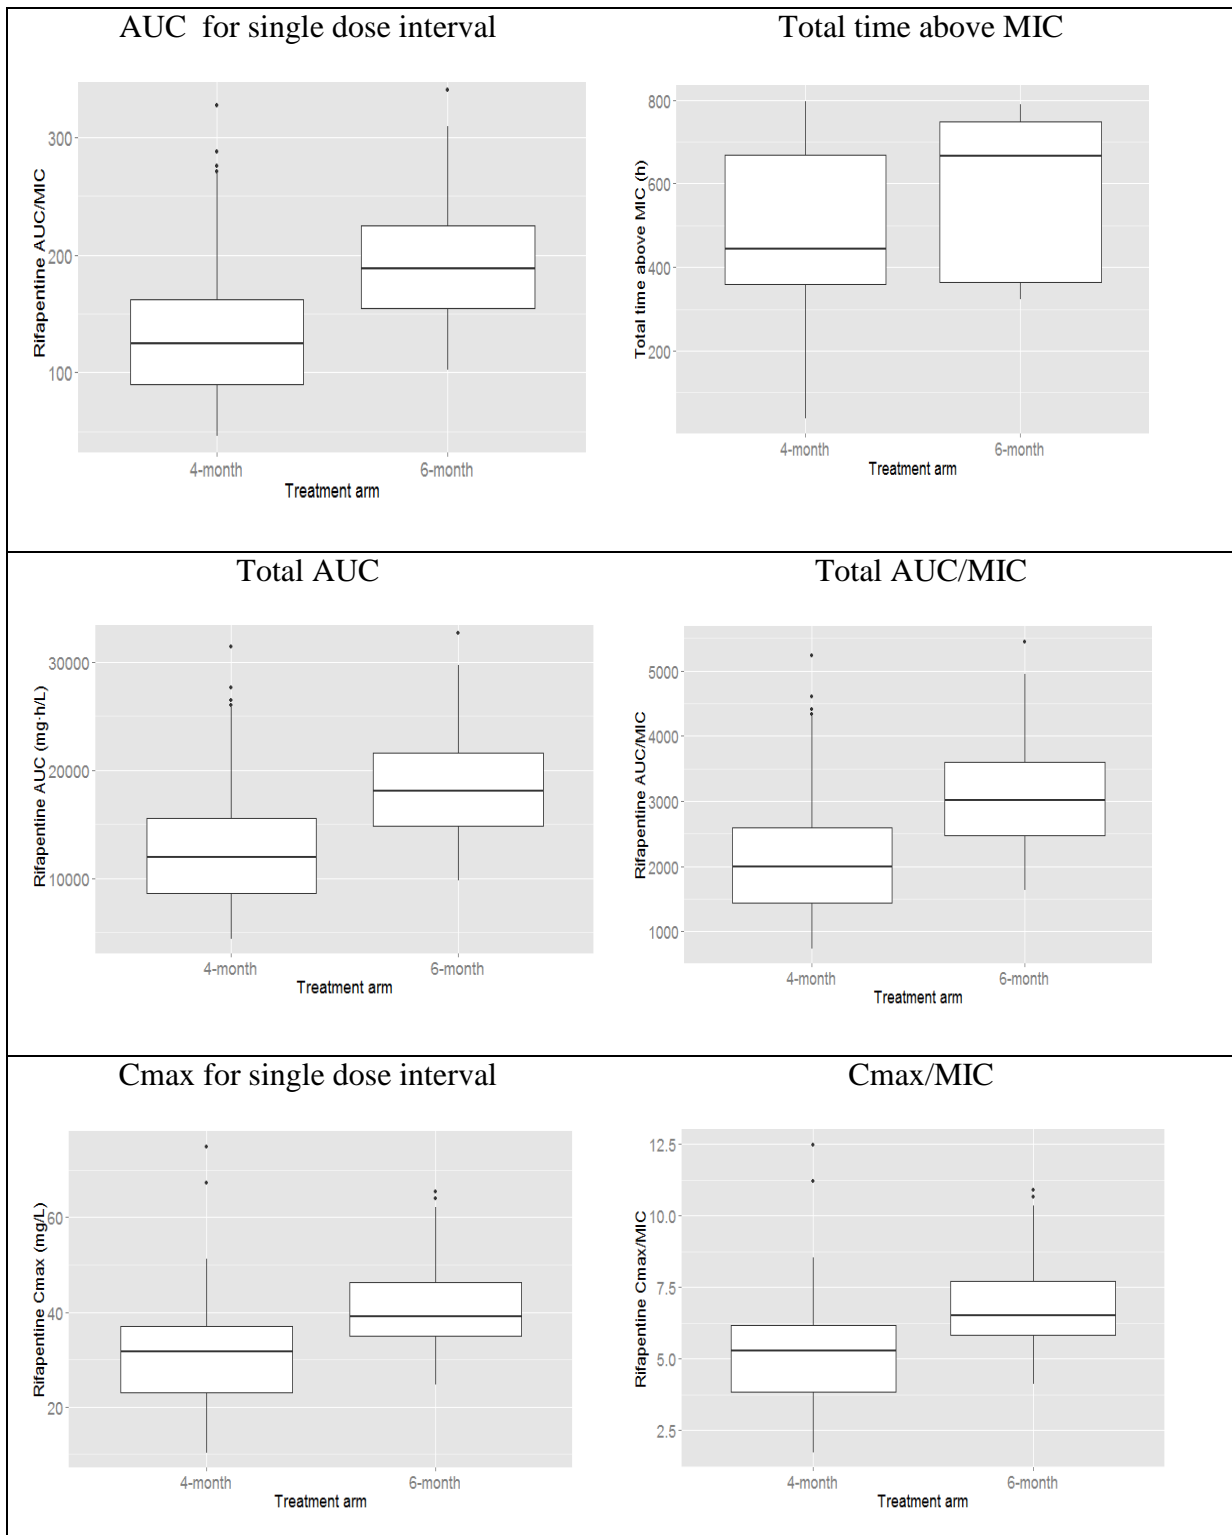 AUC for single dose interval
Rifapentine AUC/MIC
300
200
100
4-month 6-month
Treatment arm
Total time above MIC
Total time above MIC (h)
800
600
400
200
4-month 6-month
Treatment arm
Total AUC
Rifapentine AUC (mg·h/L)
30000
20000
10000
4-month 6-month
Treatment arm
Total AUC/MIC
Rifapentine AUC/MIC
5000
4000
3000
2000
1000
4-month 6-month
Treatment arm
Cmax for single dose interval
Rifapentine Cmax (mg/L)
60
40
20
4-month 6-month
Treatment arm
Cmax/MIC
Rifapentine Cmax/MIC
12.5
10.0
7.5
5.0
2.5
4-month 6-month
Treatment arm